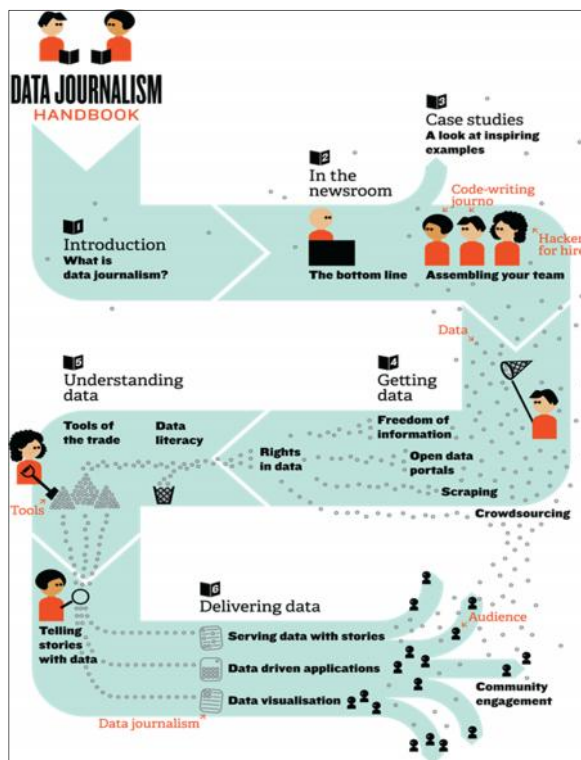 DATA JOURNALISM
HANDBOOK
1
Introduction
What is
data journalism?
2
In the
newsroom
The bottom line
3
Case studies
A look at inspiring
examples
Code-writing
journo
Hacker
for hire
Assembling your team
Data
4
Getting
data
Freedom of
information
Open data
portals
Scraping
Crowdsourcing
Rights
in data
5
Understanding
data
Tools of
the trade
Data
literacy
Tools
Telling
stories
with data
6
Delivering data
Serving data with stories
Data driven applications
Data visualisation
Data journalism
Audience
Community
engagement